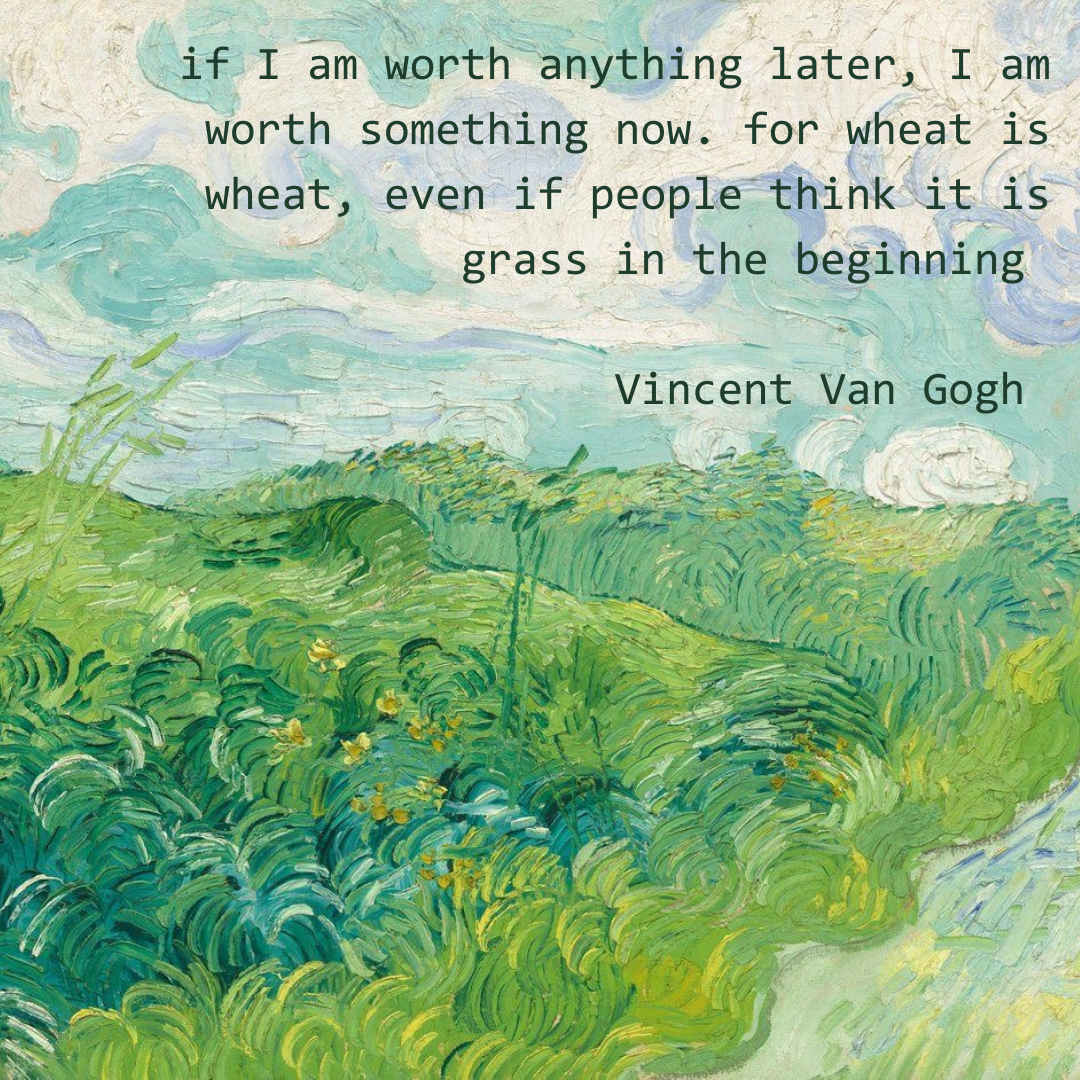 if I am worth anything later, I am
worth something now. for wheat is
wheat, even if people think it is
grass in the beginning
Vincent Van Gogh